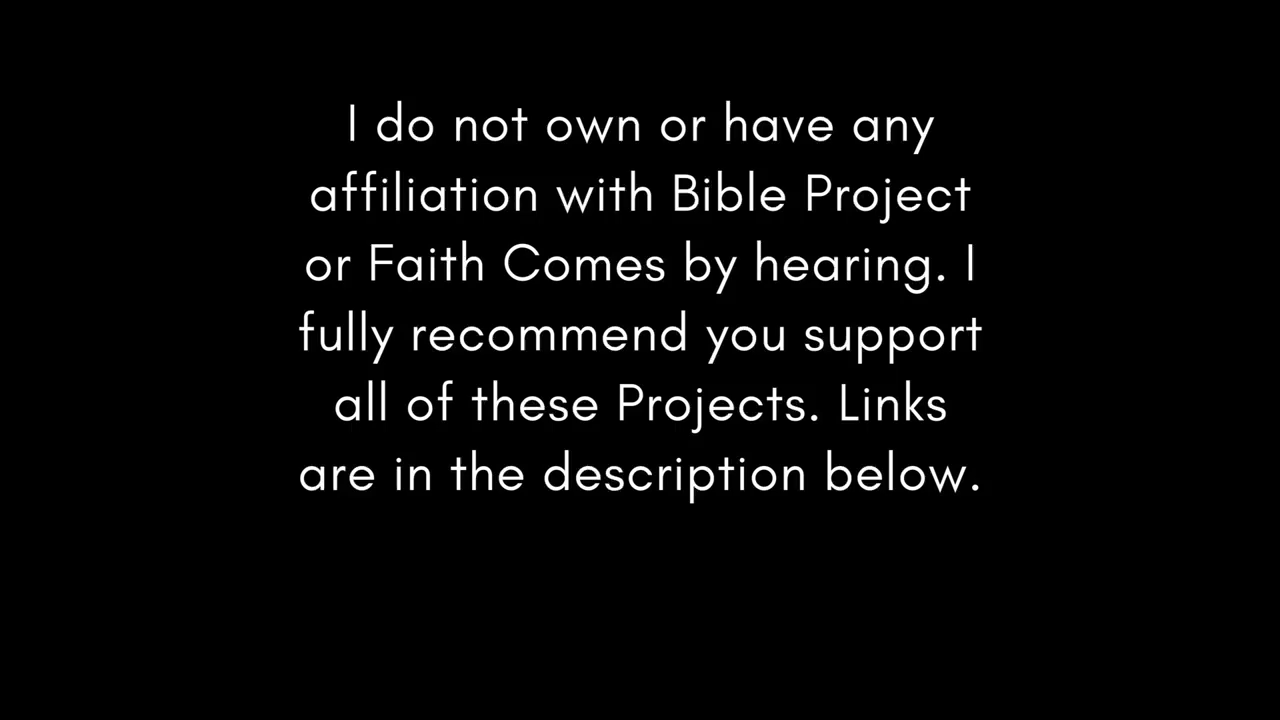 I do not own or have any
affiliation with Bible Project
or Faith Comes by hearing. I
fully recommend you support
all of these Projects. Links
are in the description below.